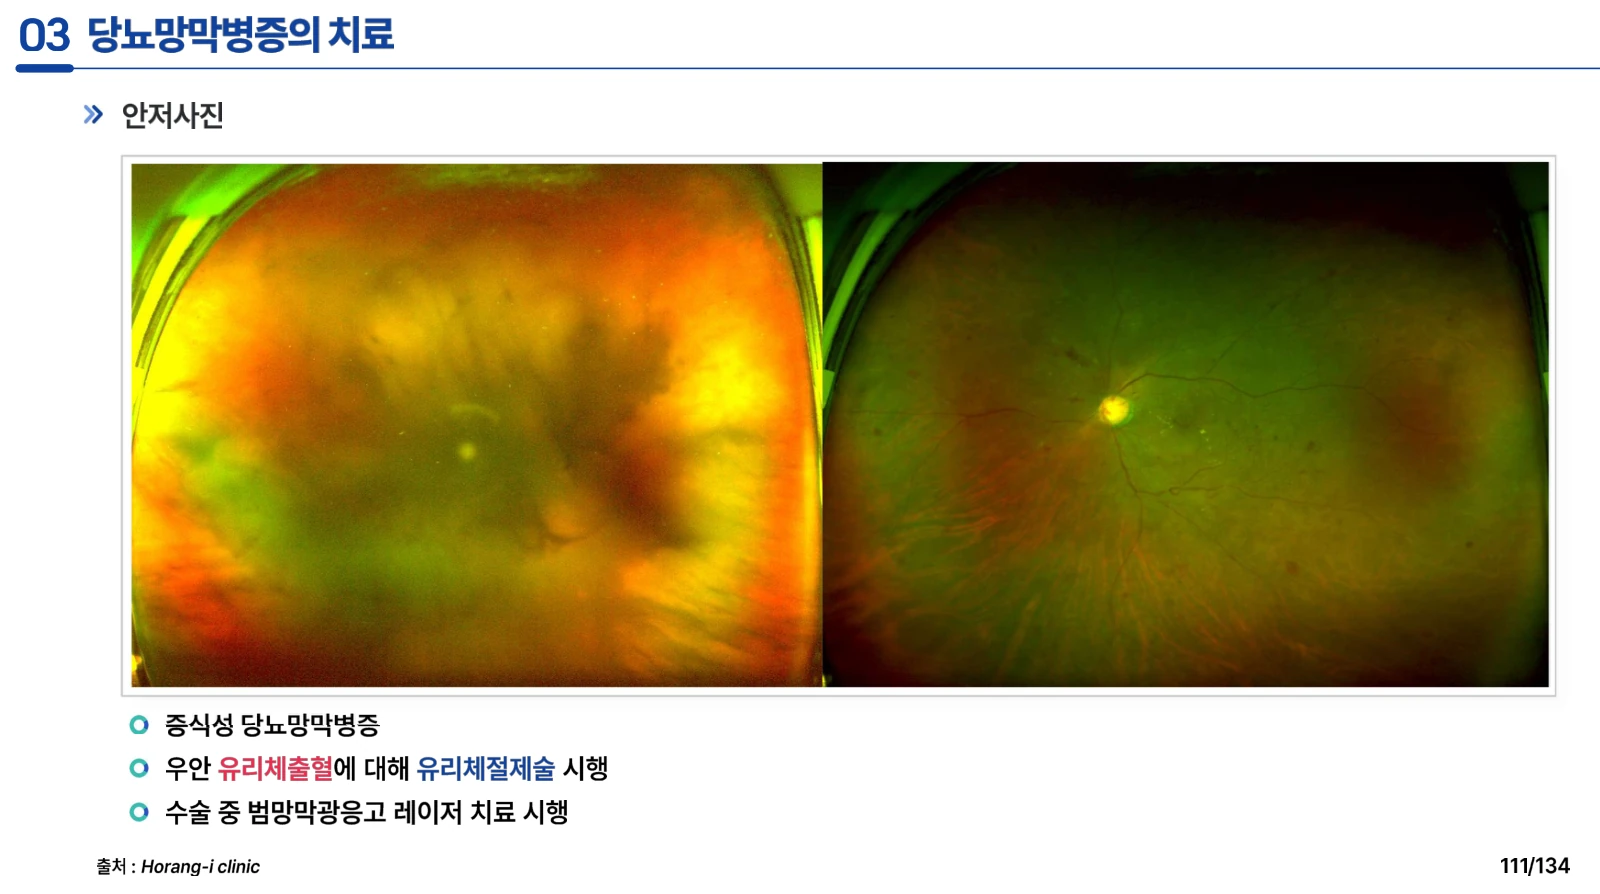 03 당뇨망막병증의 치료
안저사진
증식성 당뇨망막병증
우안 유리체출혈에 대해 유리체절제술 시행
수술 중 범망막광응고 레이저 치료 시행
출처 : Horang-i clinic
111/134